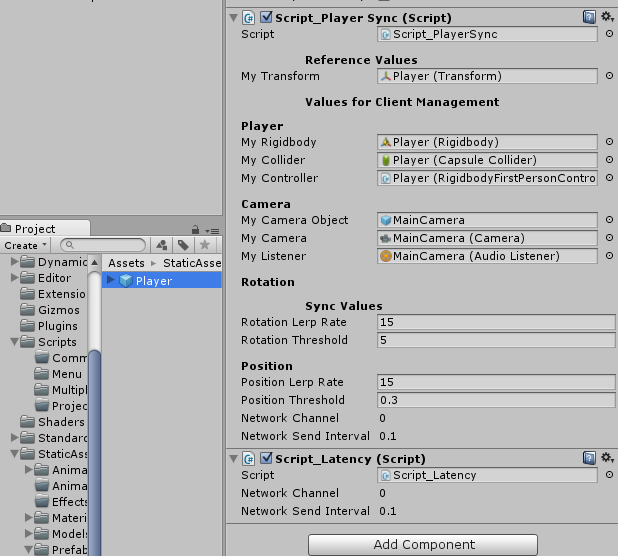 Script_Player Sync (Script)
Script Script_PlayerSync
Reference Values
My Transform Player (Transform)
Values for Client Management
Player
My Rigidbody Player (Rigidbody)
My Collider Player (Capsule Collider)
My Controller Player (RigidbodyFirstPersonContro
Camera
My Camera Object MainCamera
My Camera MainCamera (Camera)
My Listener MainCamera (Audio Listener)
Rotation
Sync Values
Rotation Lerp Rate 15
Rotation Threshold 5
Position
Position Lerp Rate 15
Position Threshold 0.3
Network Channel 0
Network Send Interval 0.1
Script_Latency (Script)
Script Script_Latency
Network Channel 0
Network Send Interval 0.1
Add Component
Project
Create
Assets StaticAsse
Player
Dynamic
Editor
Extensio
Gizmos
Plugins
Scripts
Comm
Menu
Multipl
Projec
Shaders
Standar
StaticAss
Anima
Anima
Effects
Materi
Models
Prefab